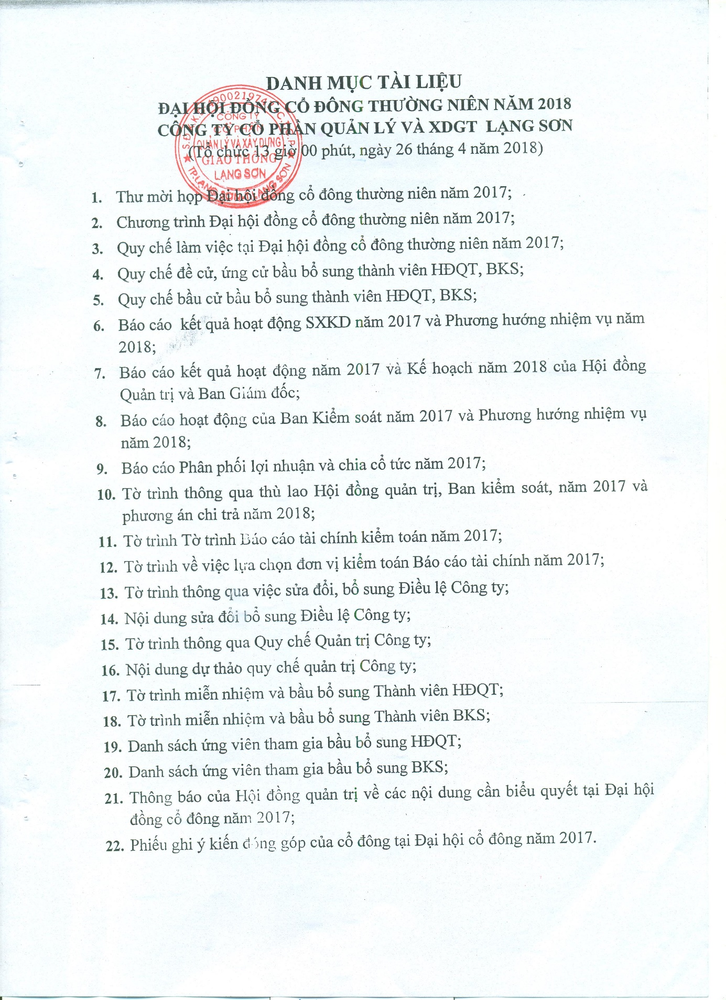 DANH MỤC TÀI LIỆU
ĐẠI HỘI ĐỒNG CỔ ĐÔNG THƯỜNG NIÊN NĂM 2018
CÔNG TY CỔ PHẦN QUẢN LÝ VÀ XDGT LẠNG SƠN
(Tổ chức 13 giờ 00 phút, ngày 26 tháng 4 năm 2018)
CÔNG TY
CỔ PHẦN
QUẢN LÝ VÀ XÂY DỰNG
GIAO THÔNG
LẠNG SƠN
1. Thư mời họp Đại hội đồng cổ đông thường niên năm 2017;
2. Chương trình Đại hội đồng cổ đông thường niên năm 2017;
3. Quy chế làm việc tại Đại hội đồng cổ đông thường niên năm 2017;
4. Quy chế đề cử, ứng cử bầu bổ sung thành viên HĐQT, BKS;
5. Quy chế bầu cử bầu bổ sung thành viên HĐQT, BKS;
6. Báo cáo kết quả hoạt động SXKD năm 2017 và Phương hướng nhiệm vụ năm
2018;
7. Báo cáo kết quả hoạt động năm 2017 và Kế hoạch năm 2018 của Hội đồng
Quản trị và Ban Giám đốc;
8. Báo cáo hoạt động của Ban Kiểm soát năm 2017 và Phương hướng nhiệm vụ
năm 2018;
9. Báo cáo Phân phối lợi nhuận và chia cổ tức năm 2017;
10. Tờ trình thông qua thù lao Hội đồng quản trị, Ban kiểm soát, năm 2017 và
phương án chi trả năm 2018;
11. Tờ trình Tờ trình Báo cáo tài chính kiểm toán năm 2017;
12. Tờ trình về việc lựa chọn đơn vị kiểm toán Báo cáo tài chính năm 2017;
13. Tờ trình thông qua việc sửa đổi, bổ sung Điều lệ Công ty;
14. Nội dung sửa đổi bổ sung Điều lệ Công ty;
15. Tờ trình thông qua Quy chế Quản trị Công ty;
16. Nội dung dự thảo quy chế quản trị Công ty;
17. Tờ trình miễn nhiệm và bầu bổ sung Thành viên HĐQT;
18. Tờ trình miễn nhiệm và bầu bổ sung Thành viên BKS;
19. Danh sách ứng viên tham gia bầu bổ sung HĐQT;
20. Danh sách ứng viên tham gia bầu bổ sung BKS;
21. Thông báo của Hội đồng quản trị về các nội dung cần biểu quyết tại Đại hội
đồng cổ đông năm 2017;
22. Phiếu ghi ý kiến đóng góp của cổ đông tại Đại hội cổ đông năm 2017.